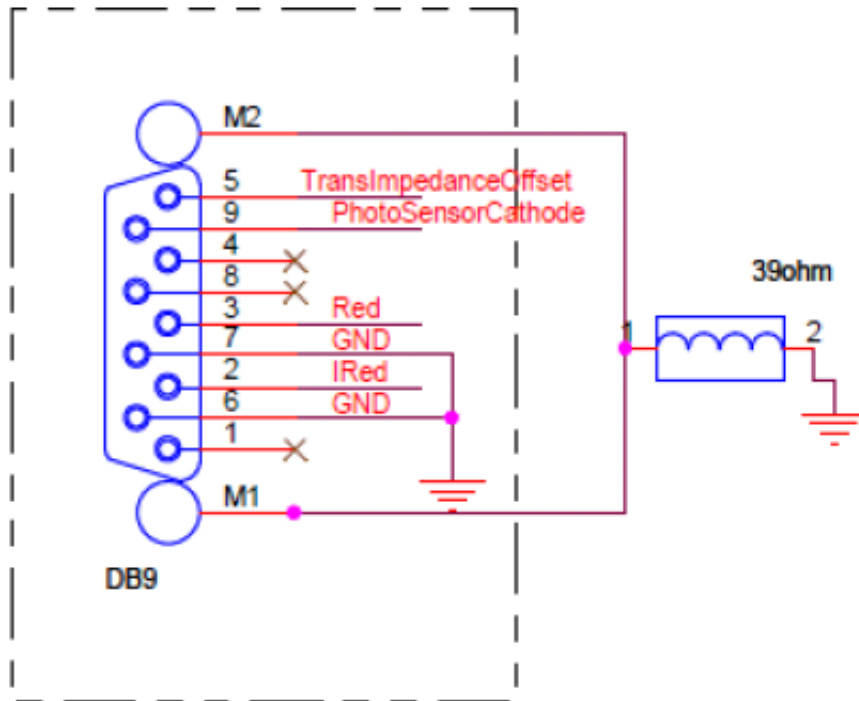 M2
5 TransImpedanceOffset
9 PhotoSensorCathode
4
8
39ohm
3 Red
1 2
7 GND
2 IRed
6 GND
1
M1
DB9